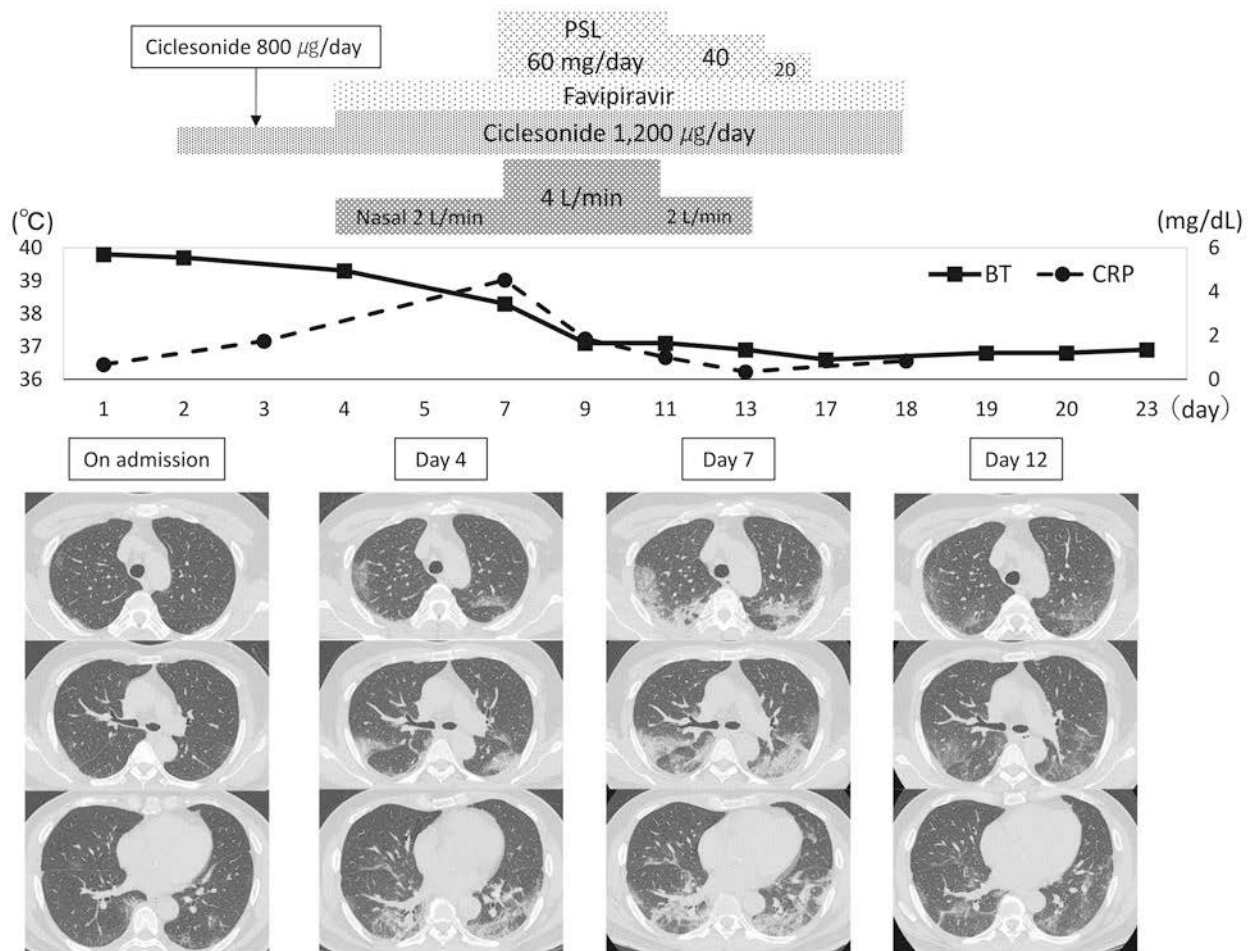 PSL
60 mg/day
40
20
Ciclesonide 800 μg/day
Favipiravir
Ciclesonide 1,200 μg/day
4 L/min
Nasal 2 L/min
2 L/min
(℃)
(mg/dL)
40
39
38
37
36
BT
CRP
6
4
2
0
1 2 3 4 5 7 9 11 13 17 18 19 20 23 (day)
On admission
Day 4
Day 7
Day 12